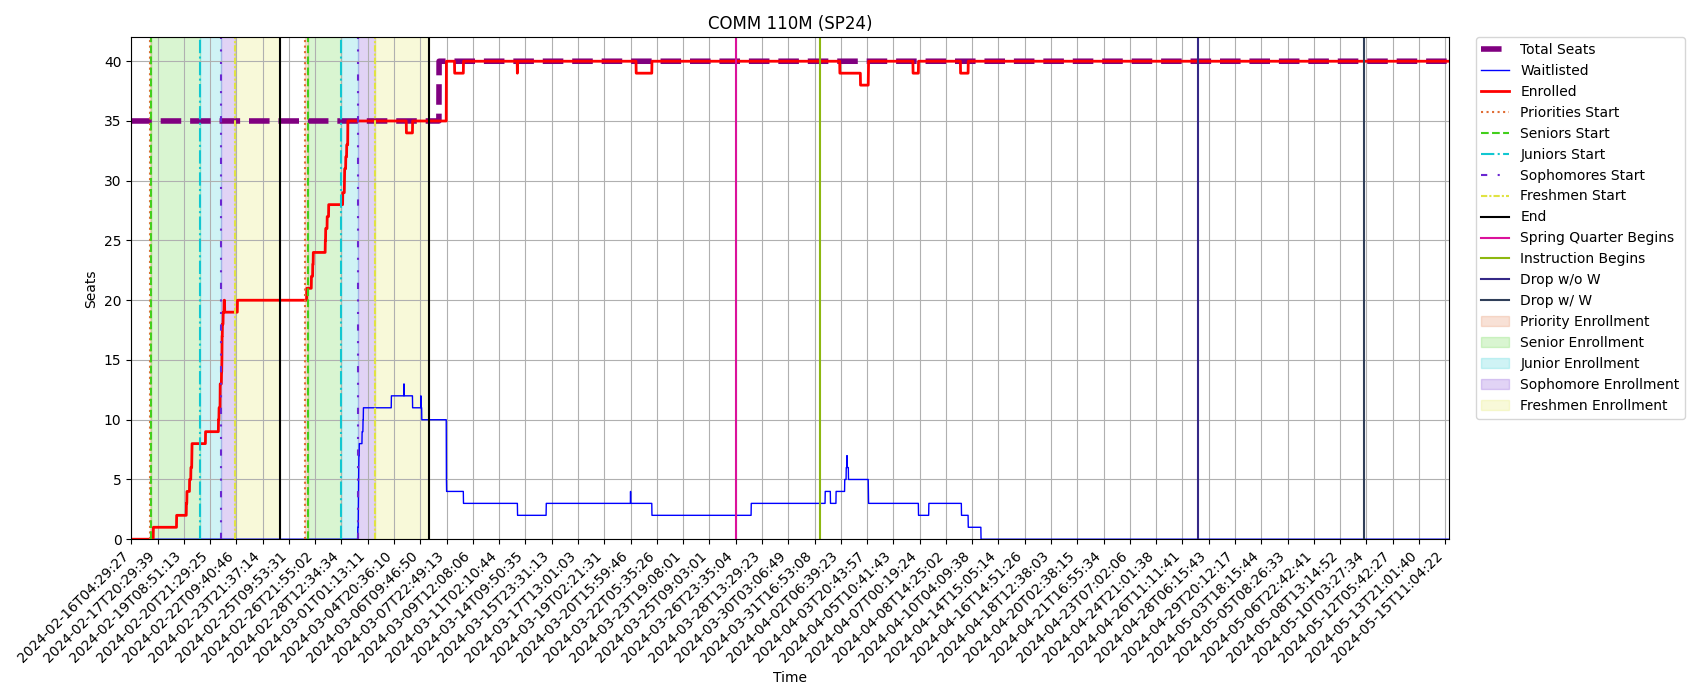 COMM 110M (SP24)
Seats
40
35
30
25
20
15
10
5
0
2024-02-16T04:29:27
2024-02-17T20:29:39
2024-02-19T08:51:13
2024-02-20T21:29:25
2024-02-22T09:40:46
2024-02-23T21:37:14
2024-02-25T09:53:31
2024-02-26T21:55:02
2024-02-28T12:34:34
2024-03-01T01:13:11
2024-03-04T20:36:10
2024-03-06T09:46:50
2024-03-07T22:49:13
2024-03-09T12:08:06
2024-03-11T02:10:44
2024-03-14T09:50:35
2024-03-15T23:31:13
2024-03-17T13:01:03
2024-03-19T02:21:31
2024-03-20T15:59:46
2024-03-22T05:35:26
2024-03-23T19:08:01
2024-03-25T09:03:01
2024-03-26T23:35:04
2024-03-28T13:29:23
2024-03-30T03:06:49
2024-03-31T16:53:08
2024-04-02T06:39:23
2024-04-03T20:43:57
2024-04-05T10:41:43
2024-04-07T00:19:24
2024-04-08T14:25:02
2024-04-10T04:09:38
2024-04-14T15:05:14
2024-04-16T14:51:26
2024-04-18T12:38:03
2024-04-20T02:38:15
2024-04-21T16:55:34
2024-04-23T07:02:06
2024-04-24T21:01:38
2024-04-26T11:11:41
2024-04-28T06:15:43
2024-04-29T20:12:17
2024-05-03T18:15:44
2024-05-05T08:26:33
2024-05-06T22:42:41
2024-05-08T13:14:52
2024-05-10T03:27:34
2024-05-12T05:42:27
2024-05-13T21:01:40
2024-05-15T11:04:22
Time
Total Seats
Waitlisted
Enrolled
Priorities Start
Seniors Start
Juniors Start
Sophomores Start
Freshmen Start
End
Spring Quarter Begins
Instruction Begins
Drop w/o W
Drop w/ W
Priority Enrollment
Senior Enrollment
Junior Enrollment
Sophomore Enrollment
Freshmen Enrollment